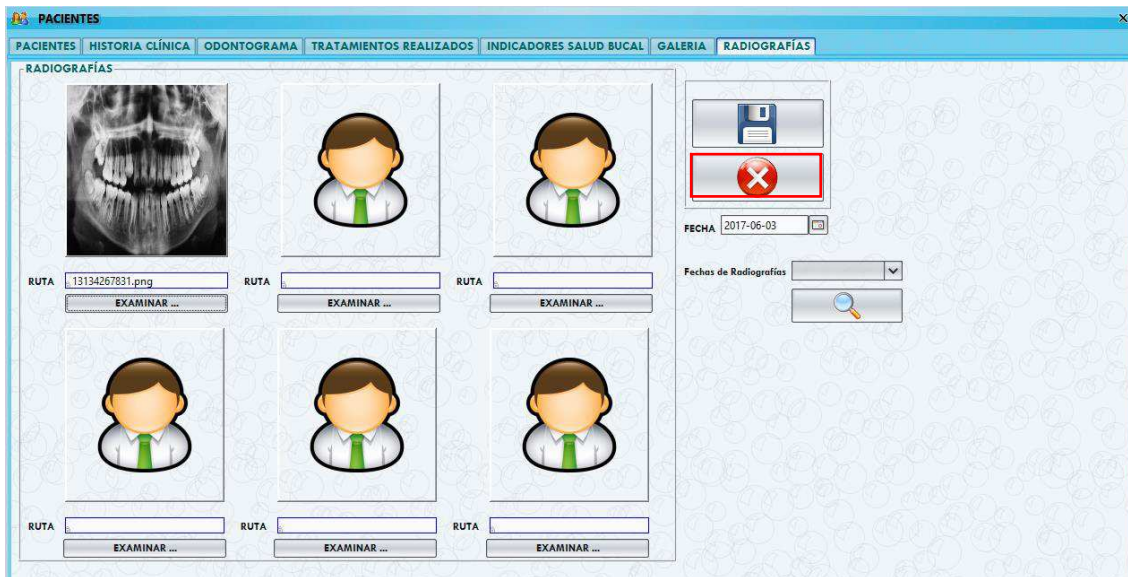 PACIENTES
PACIENTES HISTORIA CLÍNICA ODONTOGRAMA TRATAMIENTOS REALIZADOS INDICADORES SALUD BUCAL GALERIA RADIOGRAFÍAS
RADIOGRAFÍAS
FECHA 2017-06-03
Fechas de Radiografías
RUTA 13134267831.png RUTA RUTA
EXAMINAR ... EXAMINAR ... EXAMINAR ...
RUTA RUTA RUTA
EXAMINAR ... EXAMINAR ... EXAMINAR ...